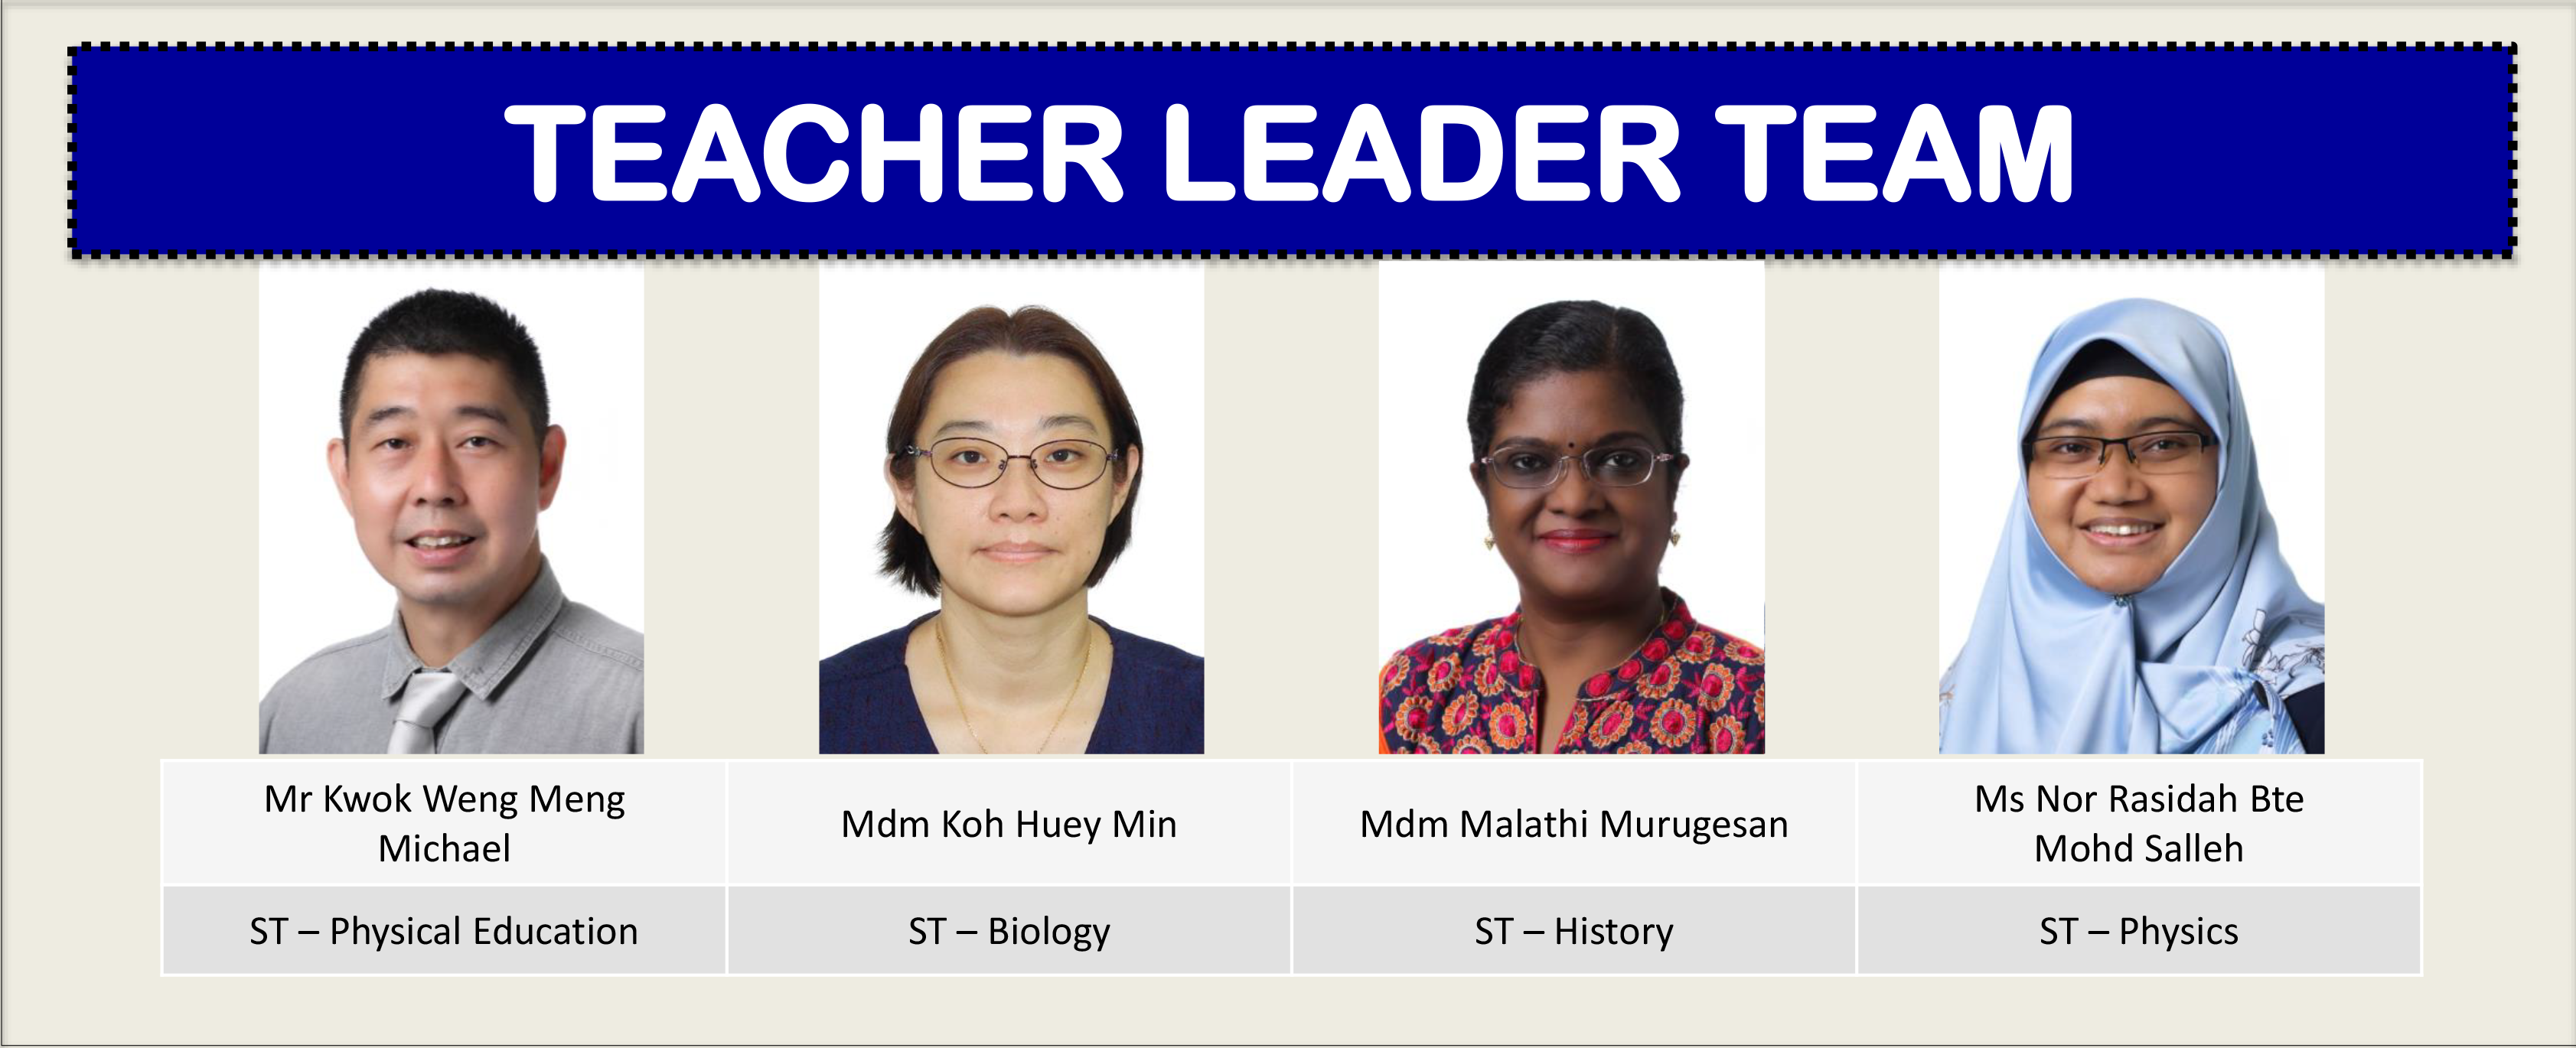 TEACHER LEADER TEAM
Mr Kwok Weng Meng
Michael
Mdm Koh Huey Min
Mdm Malathi Murugesan
Ms Nor Rasidah Bte
Mohd Salleh
ST – Physical Education
ST – Biology
ST – History
ST – Physics